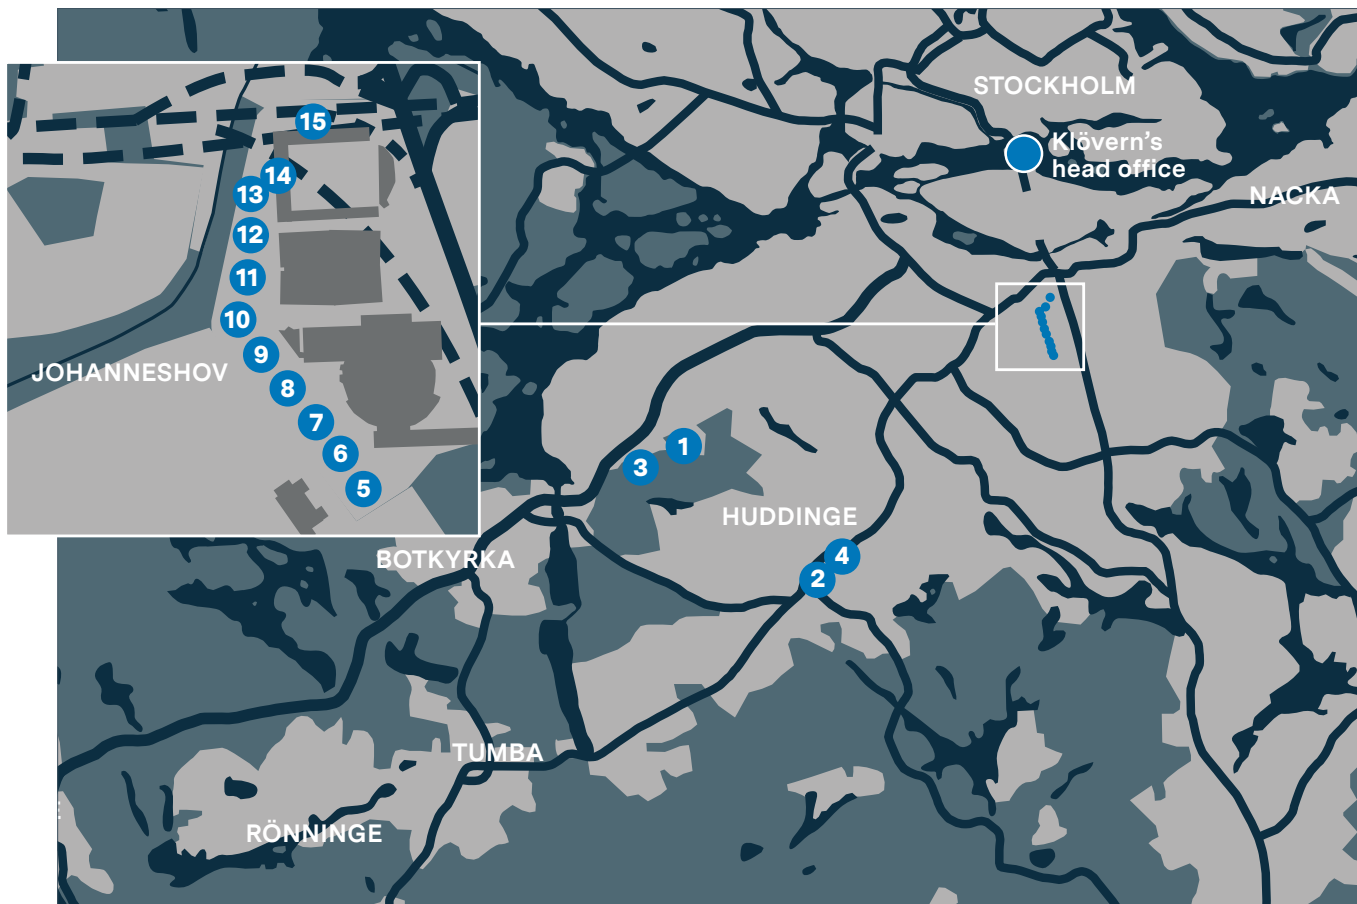 STOCKHOLM
Klövern's
head office
NACKA
15
14
13
12
11
10
9
JOHANNESHOV
8
7
6
5
1
3
HUDDINGE
4
2
BOTKYRKA
TUMBA
RÖNNINGE